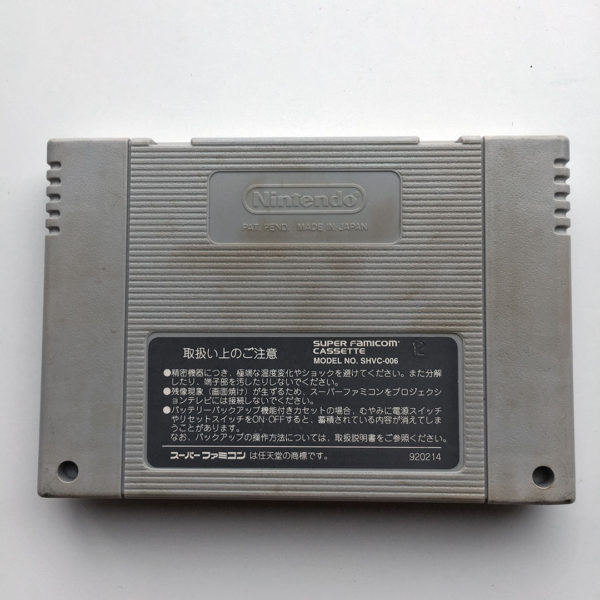 Nintendo
PAT. PEND. MADE IN JAPAN
取扱い上のご注意
SUPER FAMICOM
CASSETTE
MODEL NO. SHVC-006
12
●精密機器につき、極端な温度変化やショックを避けてください。また分解
したり、端子部を汚したりしないでください。
●残像現象（画面焼け）が生ずるため、スーパーファミコンをプロジェクシ
ョンテレビには接続しないでください。
●バッテリーバックアップ機能付きカセットの場合、むやみに電源スイッチ
やリセットスイッチをON・OFFすると、蓄積されている内容が消えてしま
うことがあります。
なお、バックアップの操作方法については、取扱説明書をご参照ください。
スーパーファミコン は任天堂の商標です。
920214